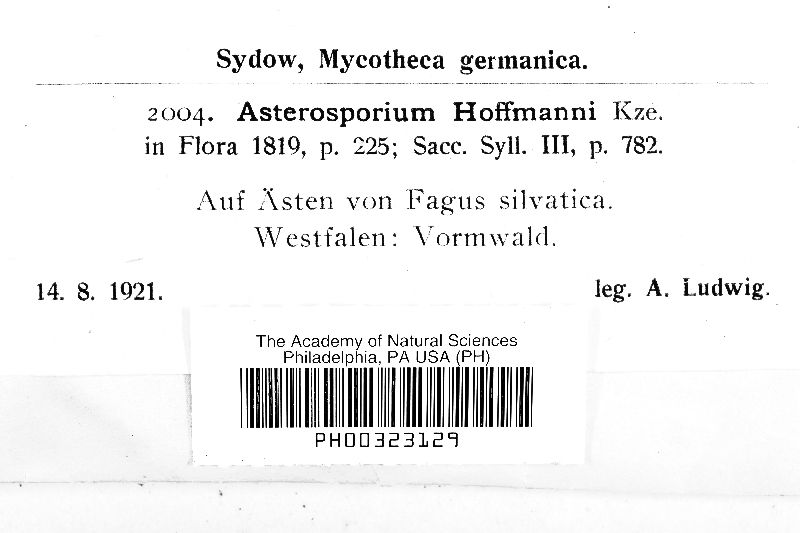 Sydow, Mycotheca germanica.
2004. Asterosporium Hoffmanni Kze.
in Flora 1819, p. 225; Sacc. Syll. III, p. 782.
Auf Ästen von Fagus silvatica.
Westfalen: Vormwald.
14. 8. 1921. leg. A. Ludwig.
The Academy of Natural Sciences
Philadelphia, PA USA (PH)
PH00323129